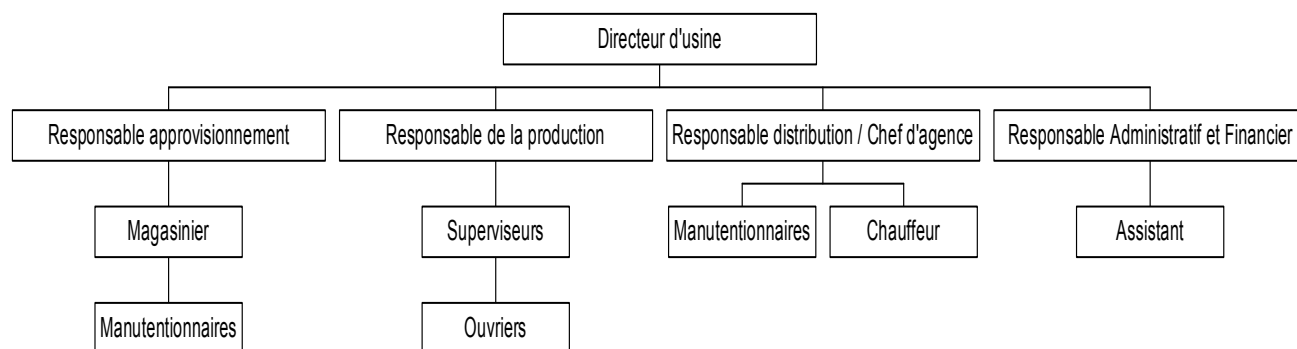 Directeur d'usine
Responsable approvisionnement
Responsable de la production
Responsable distribution / Chef d'agence
Responsable Administratif et Financier
Magasinier
Superviseurs
Manutentionnaires
Chauffeur
Assistant
Manutentionnaires
Ouvriers